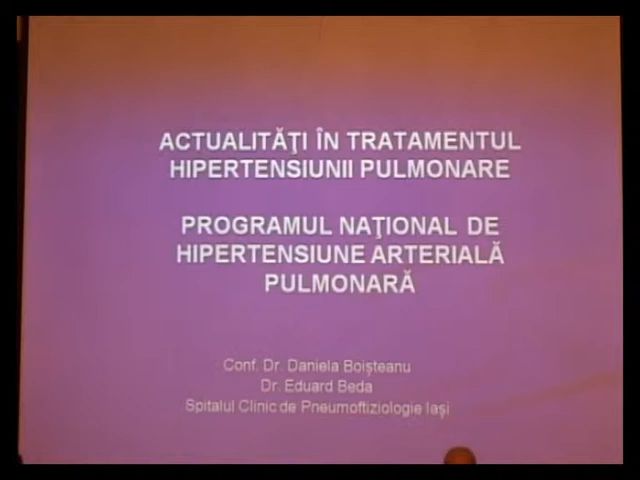 ACTUALITĂŢI ÎN TRATAMENTUL
HIPERTENSIUNII PULMONARE
PROGRAMUL NAŢIONAL DE
HIPERTENSIUNE ARTERIALĂ
PULMONARĂ
Conf. Dr. Daniela Boişteanu
Dr. Eduard Beda
Spitalul Clinic de Pneumoftiziologie Iaşi